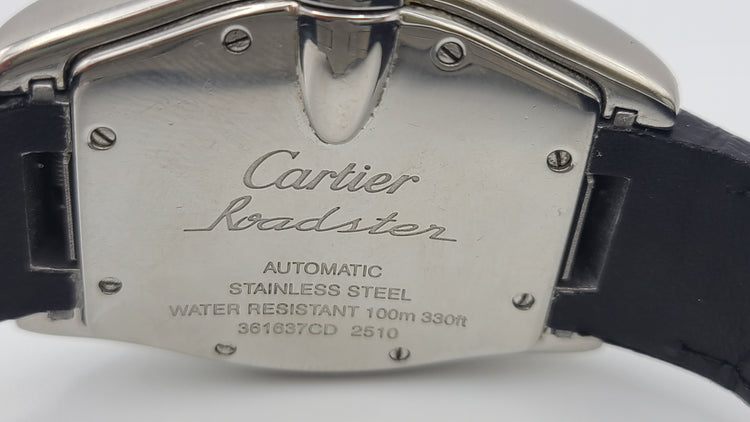 Cartier
Roadster
AUTOMATIC
STAINLESS STEEL
WATER RESISTANT 100m 330ft
361637CD 2510